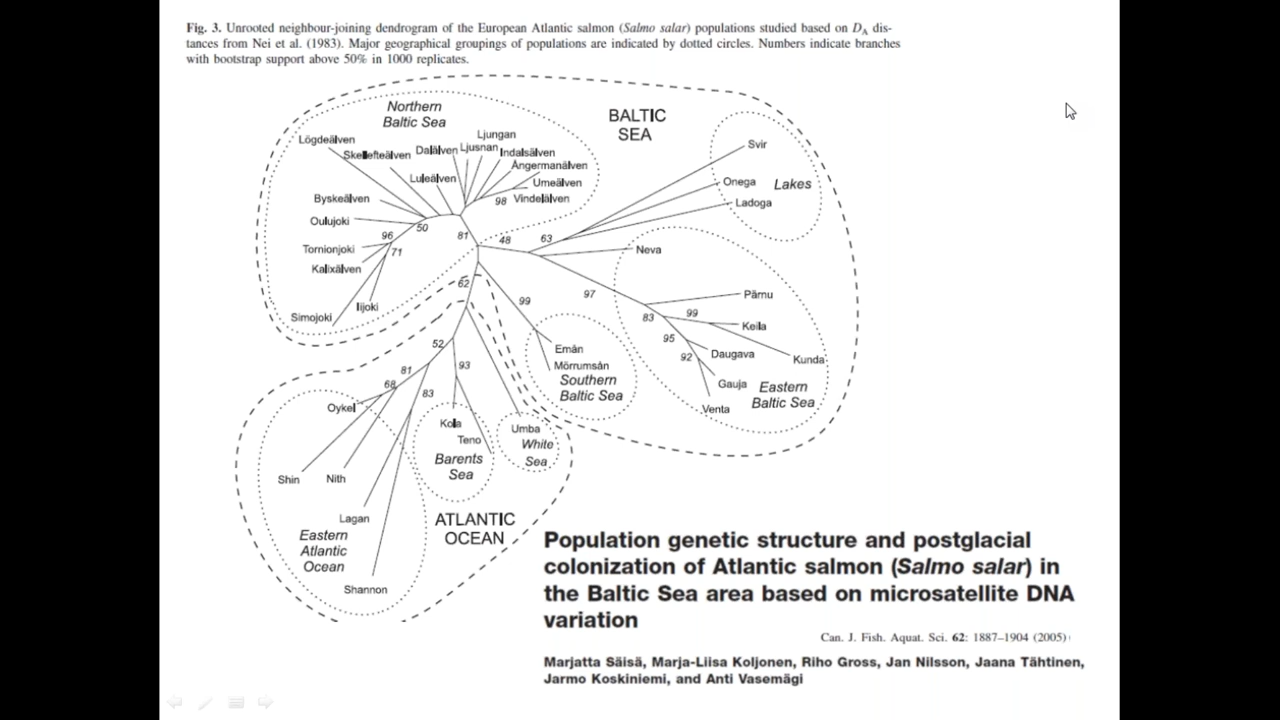 Fig. 3. Unrooted neighbour-joining dendrogram of the European Atlantic salmon (Salmo salar) populations studied based on DA dis-
tances from Nei et al. (1983). Major geographical groupings of populations are indicated by dotted circles. Numbers indicate branches
with bootstrap support above 50% in 1000 replicates.
Northern
Baltic Sea
BALTIC
SEA
Lögdeälven
Skellefteälven
Dalälven
Ljungan
Ljusnan
Indalsälven
Ångermanälven
Luleälven
Umeälven
Byskeälven
98
Vindelälven
Oulujoki
50
96
81
Tornionjoki
71
Kalixälven
Iijoki
Simojoki
48
63
Svir
Onega
Lakes
Ladoga
Neva
62
99
97
Pärnu
83
99
Keila
95
92
Daugava
Kunda
Gauja
Eastern
Baltic Sea
Venta
Emån
Mörrumsån
Southern
Baltic Sea
52
81
93
68
83
Oykel
Kola
Teno
Barents
Sea
Umba
White
Sea
Shin
Nith
Lagan
Eastern
Atlantic
Ocean
Shannon
ATLANTIC
OCEAN
Population genetic structure and postglacial
colonization of Atlantic salmon (Salmo salar) in
the Baltic Sea area based on microsatellite DNA
variation
Can. J. Fish. Aquat. Sci. 62: 1887–1904 (2005)
Marjatta Säisä, Marja-Liisa Koljonen, Riho Gross, Jan Nilsson, Jaana Tähtinen,
Jarmo Koskiniemi, and Anti Vasemägi